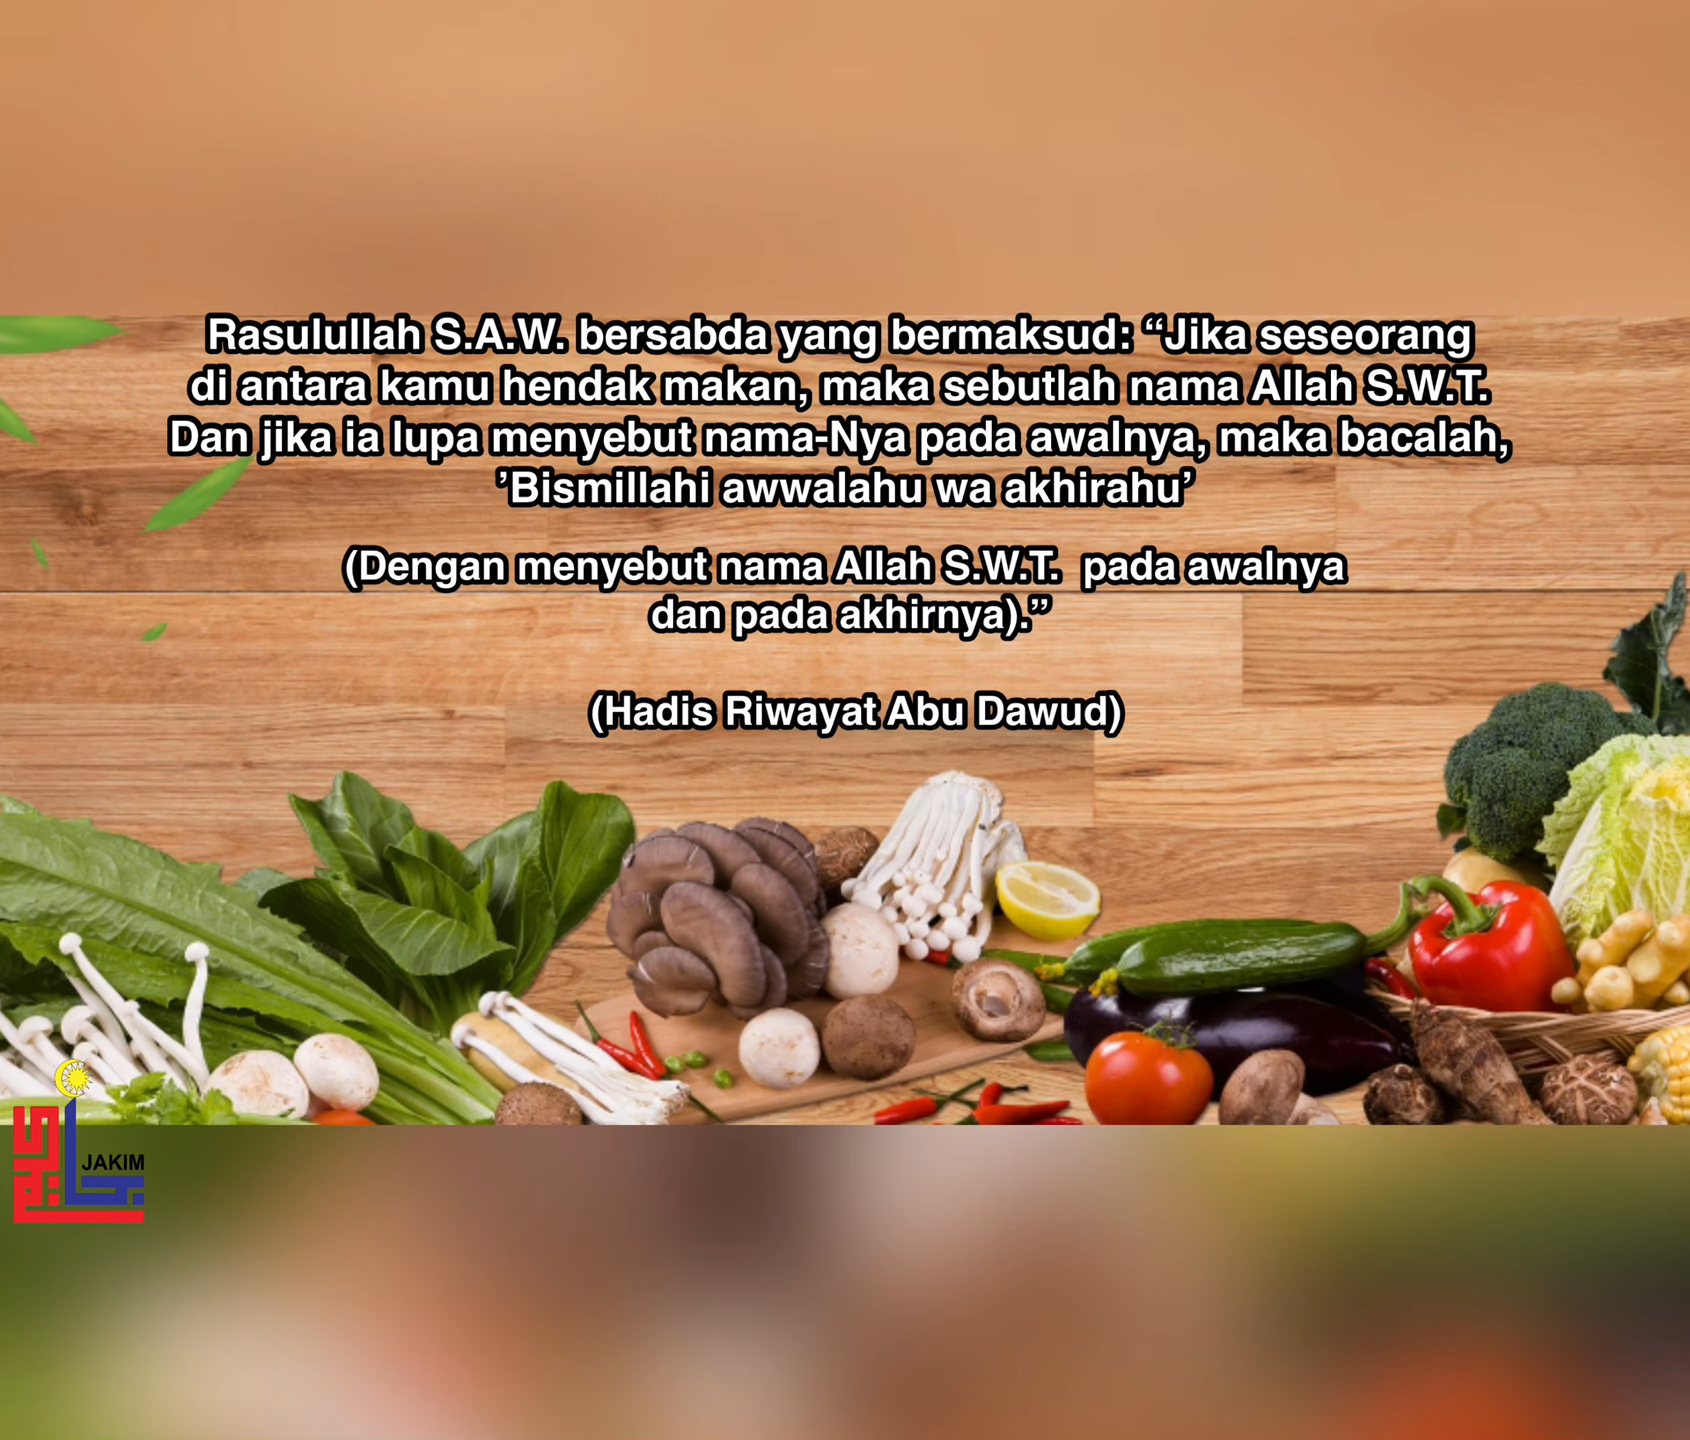 Rasulullah S.A.W. bersabda yang bermaksud: “Jika seseorang
di antara kamu hendak makan, maka sebutlah nama Allah S.W.T.
Dan jika ia lupa menyebut nama-Nya pada awalnya, maka bacalah,
’Bismillahi awwalahu wa akhirahu’
(Dengan menyebut nama Allah S.W.T. pada awalnya
dan pada akhirnya).”
(Hadis Riwayat Abu Dawud)
JAKIM